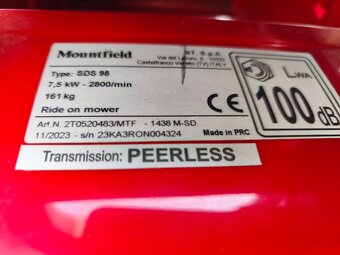 Mountfield
ST. S.p.A.
Via del Lavoro, 6 - 31033
Castelfranco Veneto (TV) ITALY
Type: SDS 98
7,5 kW - 2800/min
161 kg
Ride on mower
CE
LWA
100 dB
Art.N. 2T0520483/MTF - 1438 M-SD
11/2023 - s/n 23KA3RON004324
Made in PRC
Transmission: PEERLESS